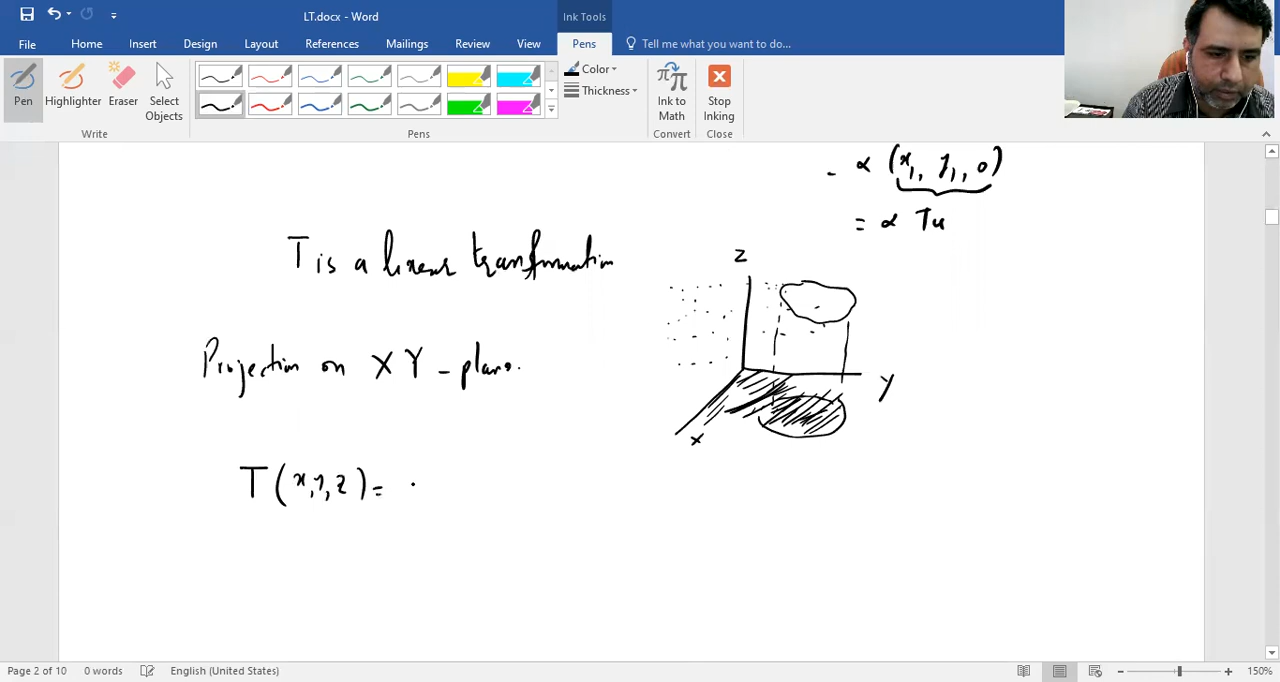 LT.docx - Word
Ink Tools
File Home Insert Design Layout References Mailings Review View Pens Tell me what you want to do...
Pen Highlighter Eraser Select Objects
Color
Thickness
Ink to Math
Stop Inking
Write Pens Convert Close
- α (x₁, y₁, 0)
= α Tu
T is a linear transformation
Z
Projection on XY - plane.
Y
X
T(x,y,z) = .
Page 2 of 10 0 words English (United States) 150%